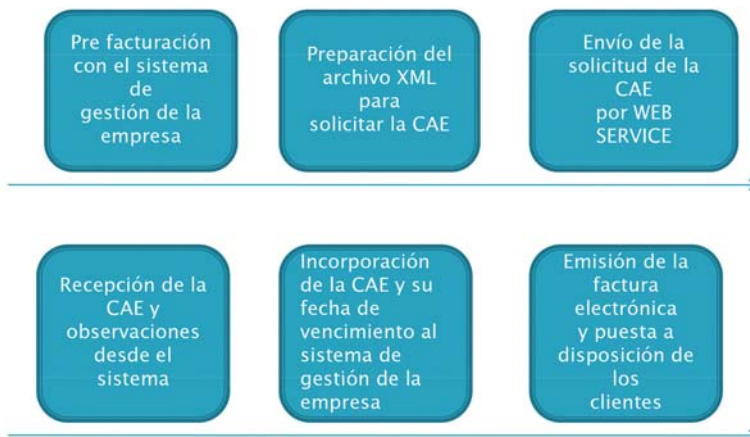 Pre facturación
con el sistema
de
gestión de la
empresa
Preparación del
archivo XML
para
solicitar la CAE
Envío de la
solicitud de la
CAE
por WEB
SERVICE
Recepción de la
CAE y
observaciones
desde el
sistema
Incorporación
de la CAE y su
fecha de
vencimiento al
sistema de
gestión de la
empresa
Emisión de la
factura
electrónica
y puesta a
disposición de
los
clientes